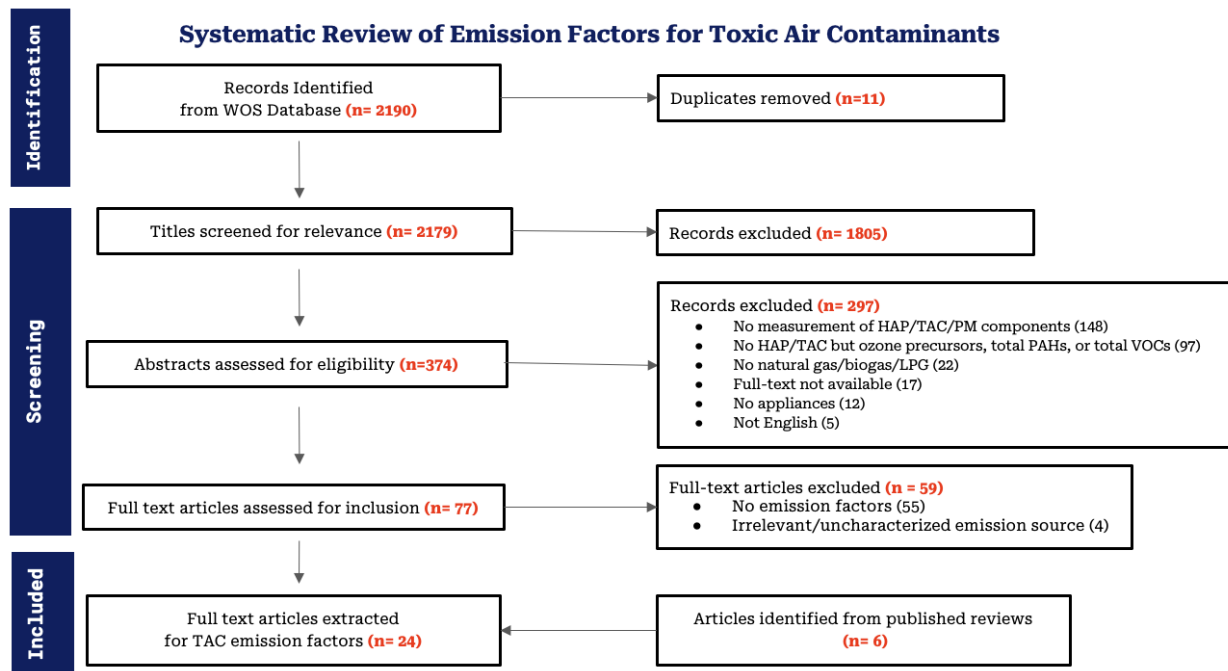 Systematic Review of Emission Factors for Toxic Air Contaminants
Identification
Records Identified
from WOS Database (n= 2190)
Duplicates removed (n=11)
Screening
Titles screened for relevance (n= 2179)
Records excluded (n= 1805)
Abstracts assessed for eligibility (n=374)
Records excluded (n= 297)
● No measurement of HAP/TAC/PM components (148)
● No HAP/TAC but ozone precursors, total PAHs, or total VOCs (97)
● No natural gas/biogas/LPG (22)
● Full-text not available (17)
● No appliances (12)
● Not English (5)
Full text articles assessed for inclusion (n= 77)
Full-text articles excluded (n = 59)
● No emission factors (55)
● Irrelevant/uncharacterized emission source (4)
Included
Full text articles extracted
for TAC emission factors (n= 24)
Articles identified from published reviews
(n= 6)